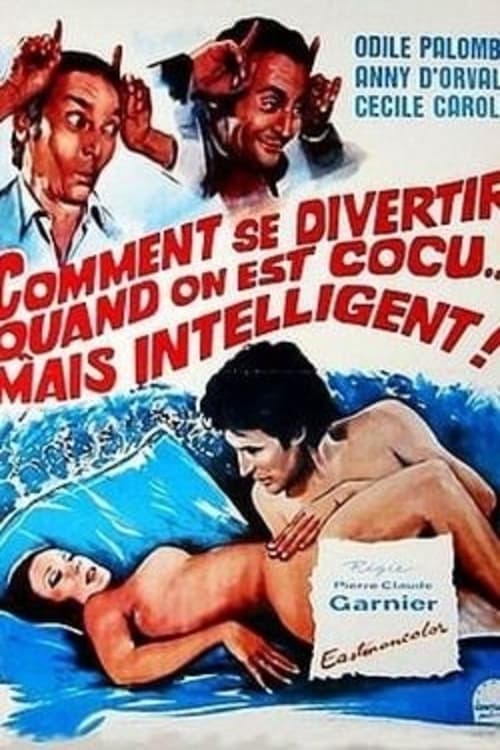 ODILE PALOMB
ANNY D'ORVAL
CECILE CAROL
COMMENT SE DIVERTIR
QUAND ON EST COCU...
MAIS INTELLIGENT!
Régie
Pierre Claude
Garnier
Eastmancolor